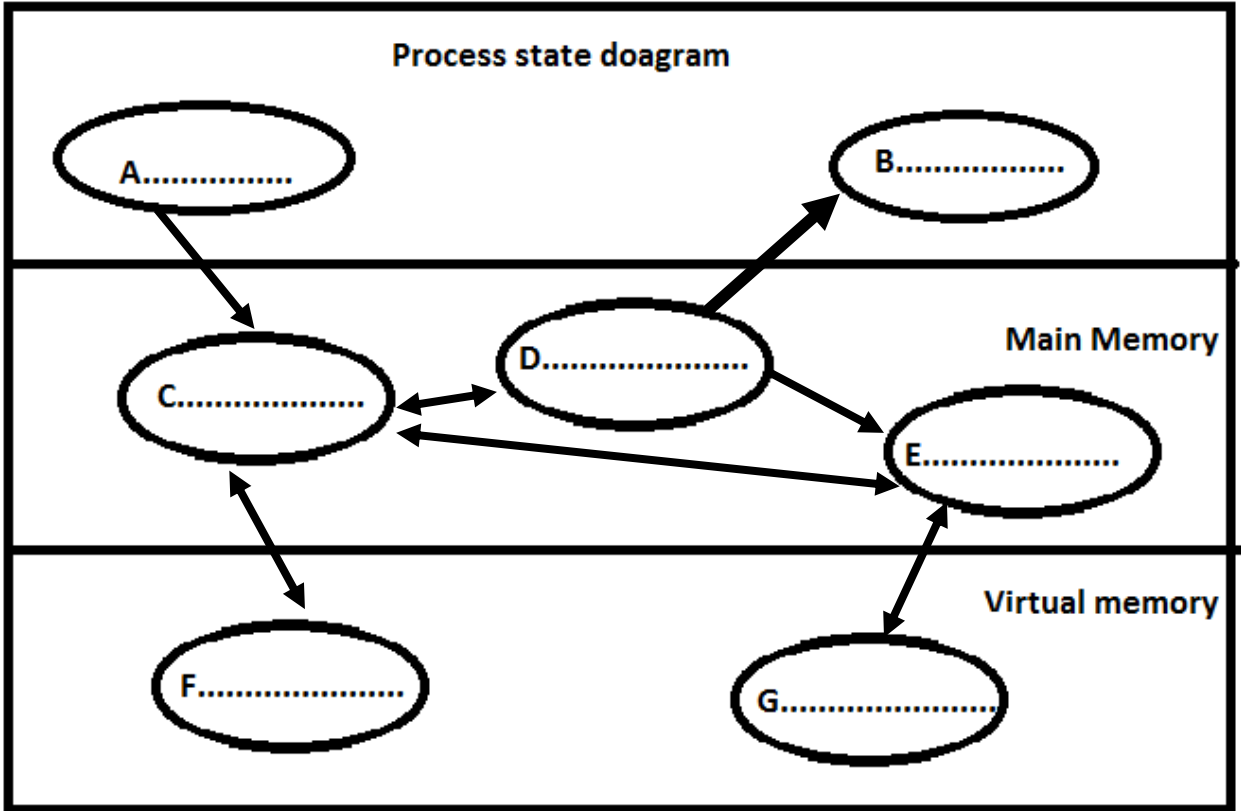 Process state doagram
A................
B..................
Main Memory
D......................
C....................
E.....................
Virtual memory
F......................
G.......................